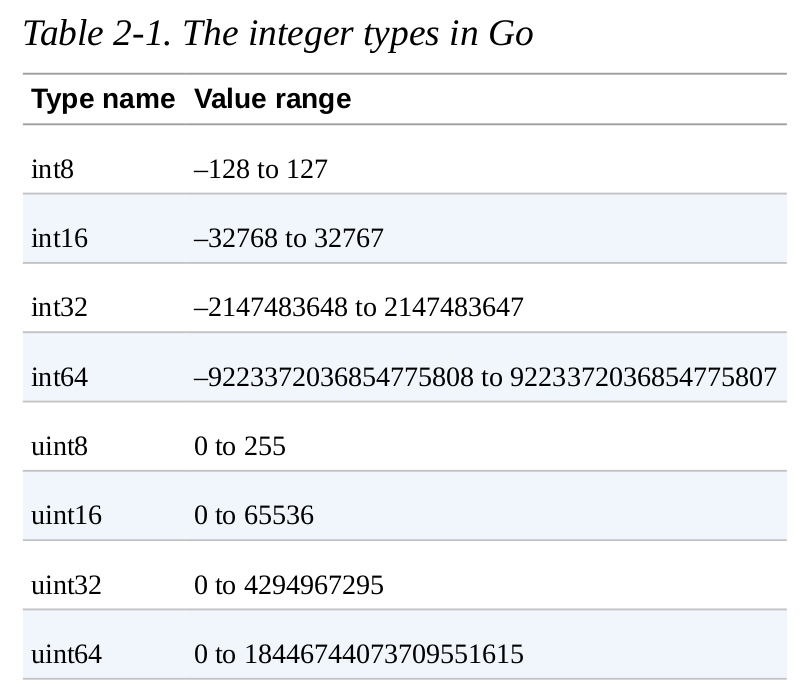 Table 2-1. The integer types in Go
Type name Value range
int8 –128 to 127
int16 –32768 to 32767
int32 –2147483648 to 2147483647
int64 –9223372036854775808 to 9223372036854775807
uint8 0 to 255
uint16 0 to 65536
uint32 0 to 4294967295
uint64 0 to 18446744073709551615